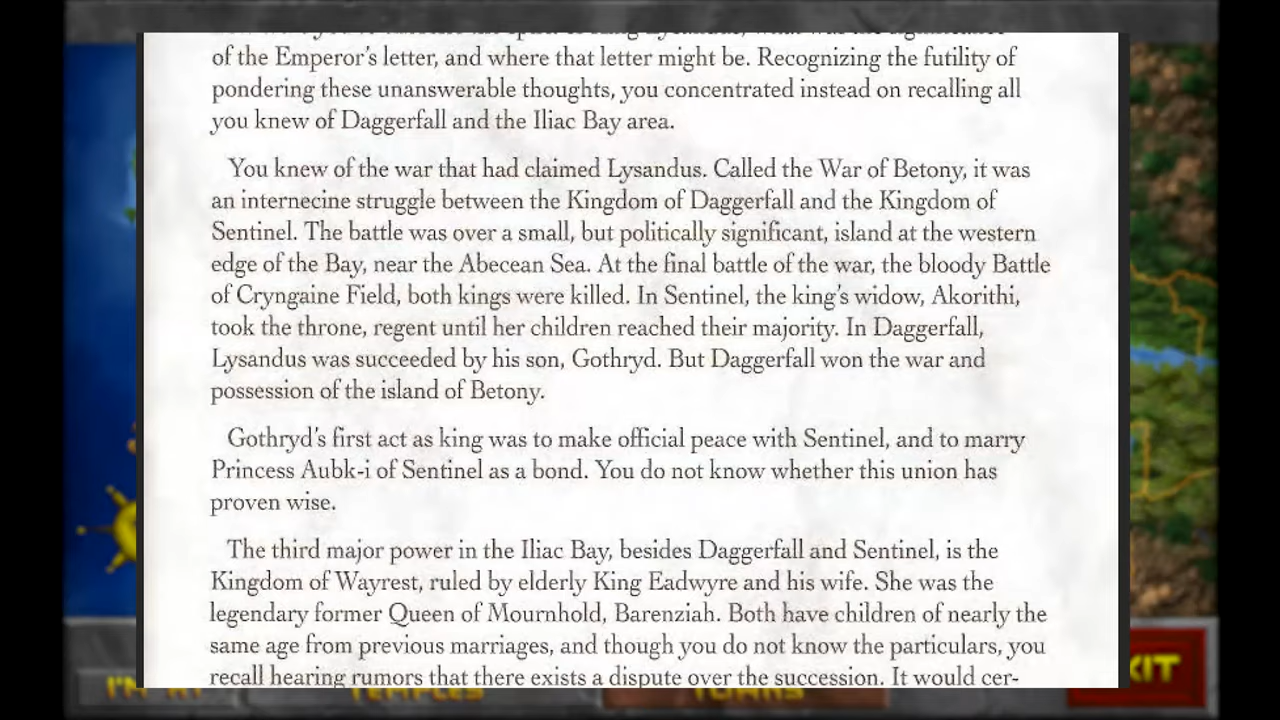 of the Emperor's letter, and where that letter might be. Recognizing the futility of
pondering these unanswerable thoughts, you concentrated instead on recalling all
you knew of Daggerfall and the Iliac Bay area.
You knew of the war that had claimed Lysandus. Called the War of Betony, it was
an internecine struggle between the Kingdom of Daggerfall and the Kingdom of
Sentinel. The battle was over a small, but politically significant, island at the western
edge of the Bay, near the Abecean Sea. At the final battle of the war, the bloody Battle
of Cryngaine Field, both kings were killed. In Sentinel, the king's widow, Akorithi,
took the throne, regent until her children reached their majority. In Daggerfall,
Lysandus was succeeded by his son, Gothryd. But Daggerfall won the war and
possession of the island of Betony.
Gothryd's first act as king was to make official peace with Sentinel, and to marry
Princess Aubk-i of Sentinel as a bond. You do not know whether this union has
proven wise.
The third major power in the Iliac Bay, besides Daggerfall and Sentinel, is the
Kingdom of Wayrest, ruled by elderly King Eadwyre and his wife. She was the
legendary former Queen of Mournhold, Barenziah. Both have children of nearly the
same age from previous marriages, and though you do not know the particulars, you
recall hearing rumors that there exists a dispute over the succession. It would cer-